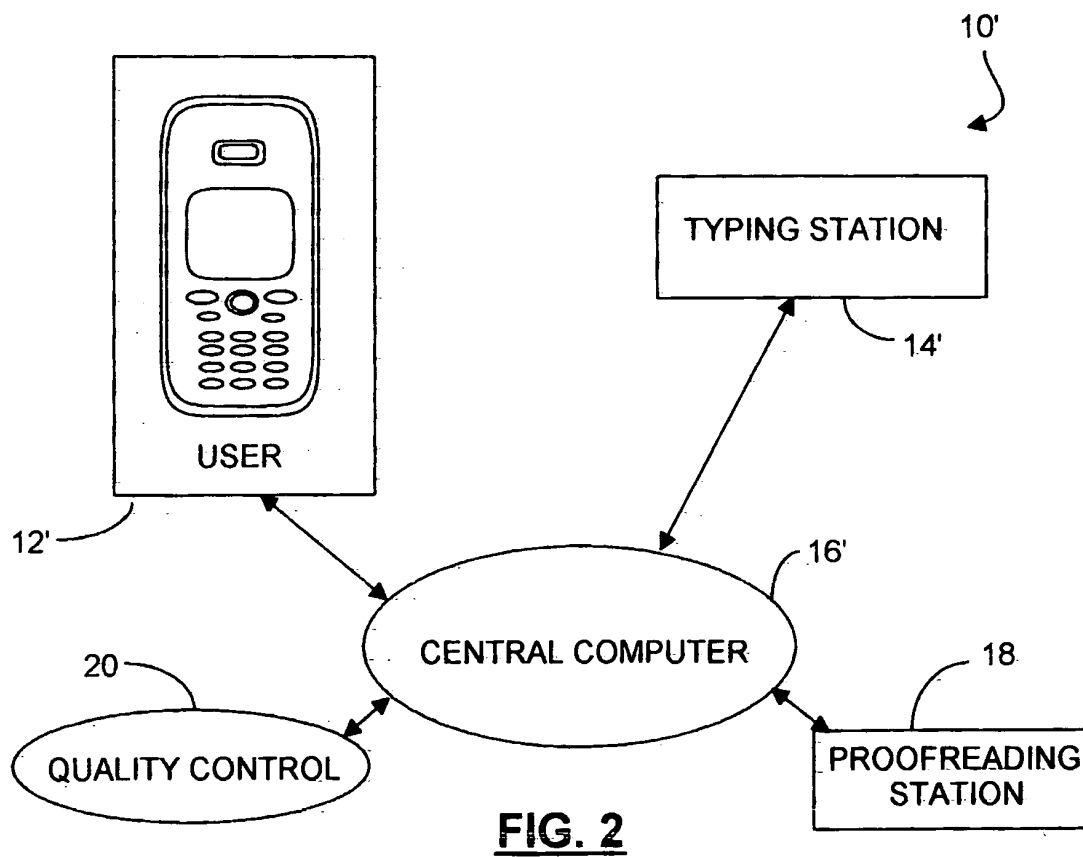 10'
TYPING STATION
14'
USER
12'
16'
CENTRAL COMPUTER
20
18
QUALITY CONTROL
PROOFREADING
STATION
FIG. 2